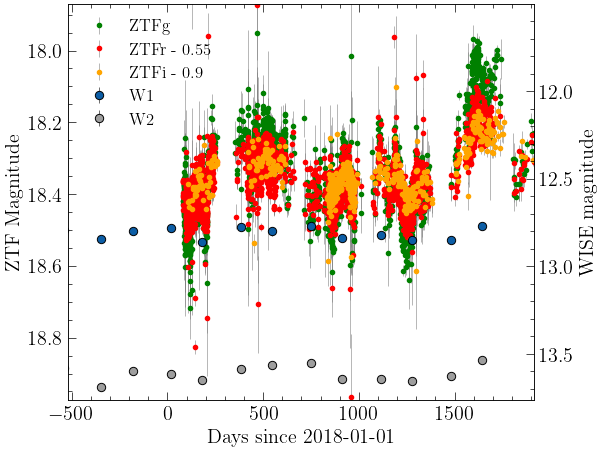 ZTFg
ZTFr - 0.55
ZTFi - 0.9
W1
W2
18.0
18.2
18.4
18.6
18.8
ZTF Magnitude
12.0
12.5
13.0
13.5
WISE magnitude
−500
0
500
1000
1500
Days since 2018-01-01